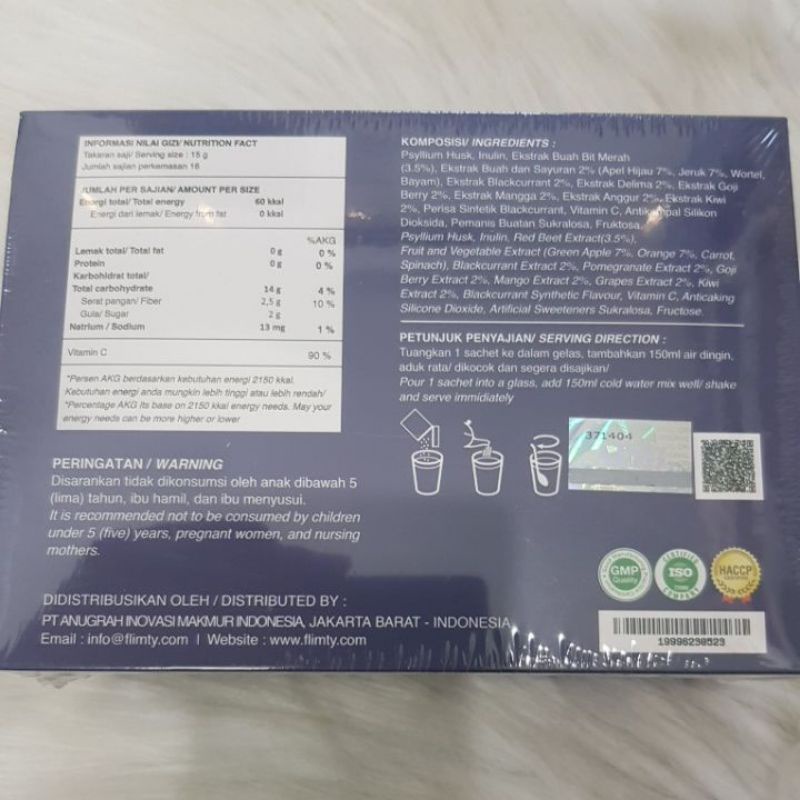 INFORMASI NILAI GIZI/ NUTRITION FACT
Takaran saji/ Serving size : 15 g
Jumlah sajian perkemasan 16
JUMLAH PER SAJIAN/ AMOUNT PER SIZE
Energi total/ Total energy 60 kkal
Energi dari lemak/ Energy from fat 0 kkal
%AKG
Lemak total/ Total fat 0 g 0 %
Protein 0 g 0 %
Karbohidrat total/
Total carbohydrate 14 g 4 %
Serat pangan/ Fiber 2,5 g 10 %
Gula/ Sugar 2 g
Natrium / Sodium 13 mg 1 %
Vitamin C 90 %
*Persen AKG berdasarkan kebutuhan energi 2150 kkal.
Kebutuhan energi anda mungkin lebih tinggi atau lebih rendah/
*Percentage AKG Its base on 2150 kkal energy needs. May your
energy needs can be more higher or lower
PERINGATAN / WARNING
Disarankan tidak dikonsumsi oleh anak dibawah 5
(lima) tahun, ibu hamil, dan ibu menyusui.
It is recommended not to be consumed by children
under 5 (five) years, pregnant women, and nursing
mothers.
DIDISTRIBUSIKAN OLEH / DISTRIBUTED BY :
PT ANUGRAH INOVASI MAKMUR INDONESIA, JAKARTA BARAT - INDONESIA
Email : info@flimty.com | Website : www.flimty.com
KOMPOSISI/ INGREDIENTS :
Psyllium Husk, Inulin, Ekstrak Buah Bit Merah
(3.5%), Ekstrak Buah dan Sayuran 2% (Apel Hijau 7%, Jeruk 7%, Wortel,
Bayam), Ekstrak Blackcurrant 2%, Ekstrak Delima 2%, Ekstrak Goji
Berry 2%, Ekstrak Mangga 2%, Ekstrak Anggur 2%, Ekstrak Kiwi
2%, Perisa Sintetik Blackcurrant, Vitamin C, Antikempal Silikon
Dioksida, Pemanis Buatan Sukralosa, Fruktosa.
Psyllium Husk, Inulin, Red Beet Extract(3.5%),
Fruit and Vegetable Extract (Green Apple 7%, Orange 7%, Carrot,
Spinach), Blackcurrant Extract 2%, Pomegranate Extract 2%, Goji
Berry Extract 2%, Mango Extract 2%, Grapes Extract 2%, Kiwi
Extract 2%, Blackcurrant Synthetic Flavour, Vitamin C, Anticaking
Silicone Dioxide, Artificial Sweeteners Sukralosa, Fructose.
PETUNJUK PENYAJIAN/ SERVING DIRECTION :
Tuangkan 1 sachet ke dalam gelas, tambahkan 150ml air dingin,
aduk rata/ dikocok dan segera disajikan/
Pour 1 sachet into a glass, add 150ml cold water mix well/ shake
and serve immidiately
371404
GMP
Quality
CERTIFIED
ISO
COMPANY
HACCP
19996238523